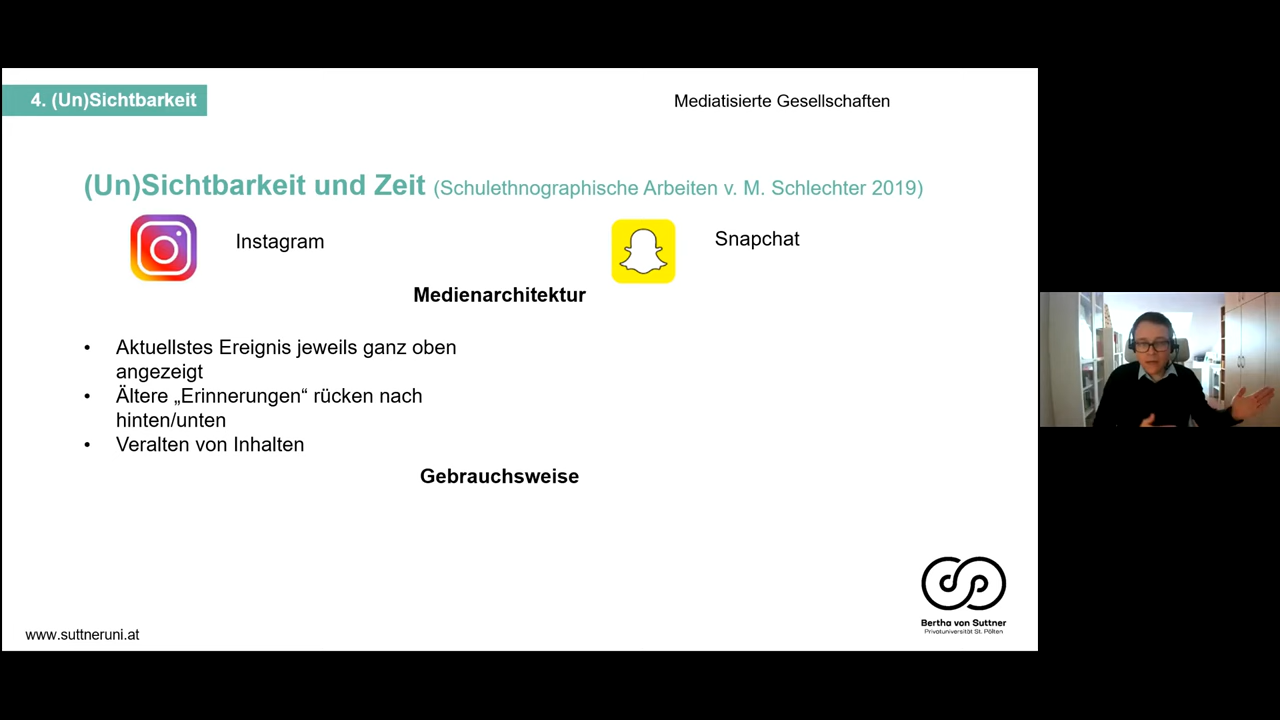 4. (Un)Sichtbarkeit
Mediatisierte Gesellschaften
(Un)Sichtbarkeit und Zeit (Schulethnographische Arbeiten v. M. Schlechter 2019)
Instagram
Snapchat
Medienarchitektur
• Aktuellstes Ereignis jeweils ganz oben
angezeigt
• Ältere „Erinnerungen“ rücken nach
hinten/unten
• Veralten von Inhalten
Gebrauchsweise
Bertha von Suttner
Privatuniversität St. Pölten
www.suttneruni.at